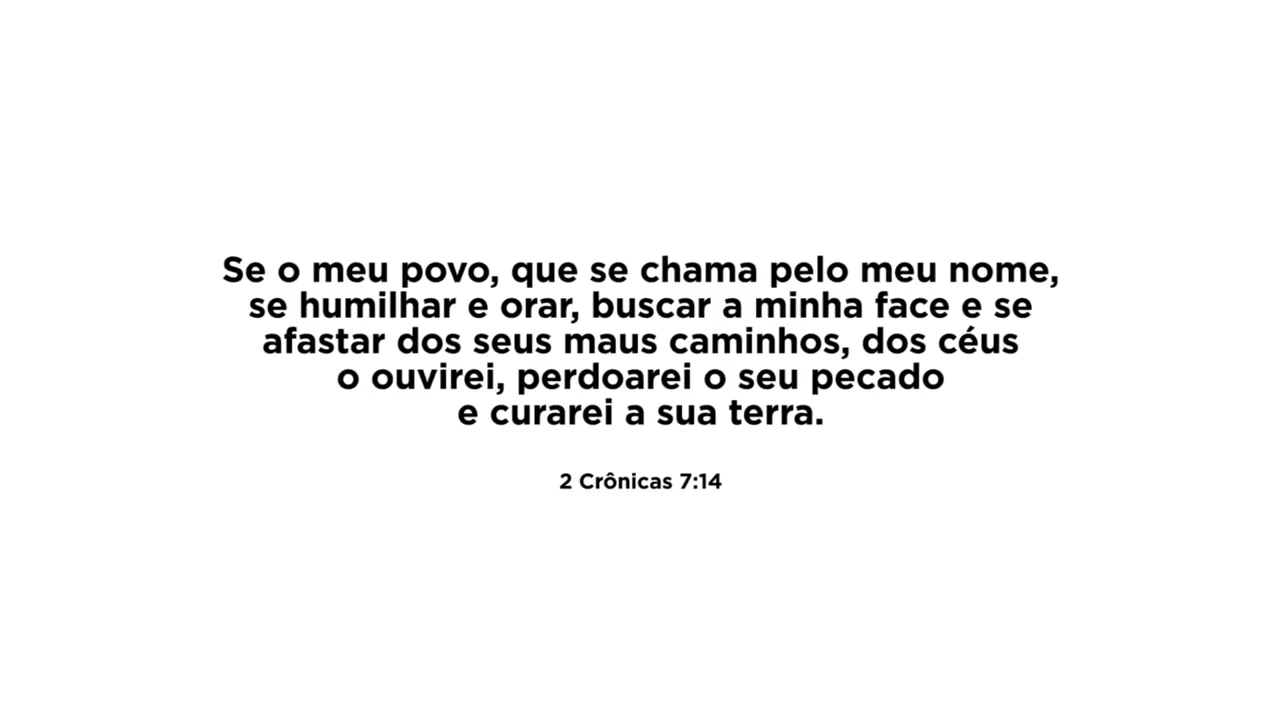 Se o meu povo, que se chama pelo meu nome,
se humilhar e orar, buscar a minha face e se
afastar dos seus maus caminhos, dos céus
o ouvirei, perdoarei o seu pecado
e curarei a sua terra.
2 Crônicas 7:14